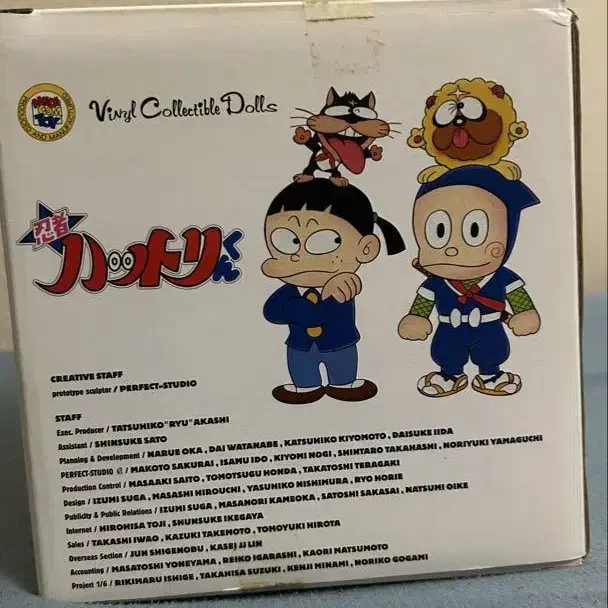 MEDICOM TOY
Vinyl Collectible Dolls
忍者
ハットリくん
CREATIVE STAFF
prototype sculptor / PERFECT-STUDIO
STAFF
Exec. Producer / TATSUHIKO "RYU" AKASHI
Assistant / SHINSUKE SATO
Planning & Development / NARUE OKA, DAI WATANABE, KATSUHIKO KIYOMOTO, DAISUKE IIDA
PERFECT-STUDIO / MAKOTO SAKURAI, ISAMU IDO, KIYOMI NOGI, SHINTARO TAKAHASHI, NORIYUKI YAMAGUCHI
Production Control / MASAAKI SAITO, TOMOTSUGU HONDA, TAKATOSHI TERAGAKI
Design / IZUMI SUGA, MASASHI HIROUCHI, YASUHIKO NISHIMURA, RYO HORIE
Publicity & Public Relations / IZUMI SUGA, MASANORI KAMEOKA, SATOSHI SAKASAI, NATSUMI OIKE
Internet / HIROHISA TOJI, SHUNSUKE IKEGAYA
Sales / TAKASHI IWAO, KAZUKI TAKEMOTO, TOMOYUKI HIROTA
Overseas Section / JUN SHIGENOBU, KASEI JI LIN
Accounting / MASATOSHI YONEYAMA, REIKO IGARASHI, KAORI MATSUMOTO
Project 1/6 / RIKIMARU ISHIGE, TAKAHISA SUZUKI, KENJI MINAMI, NORIKO GOGAMI